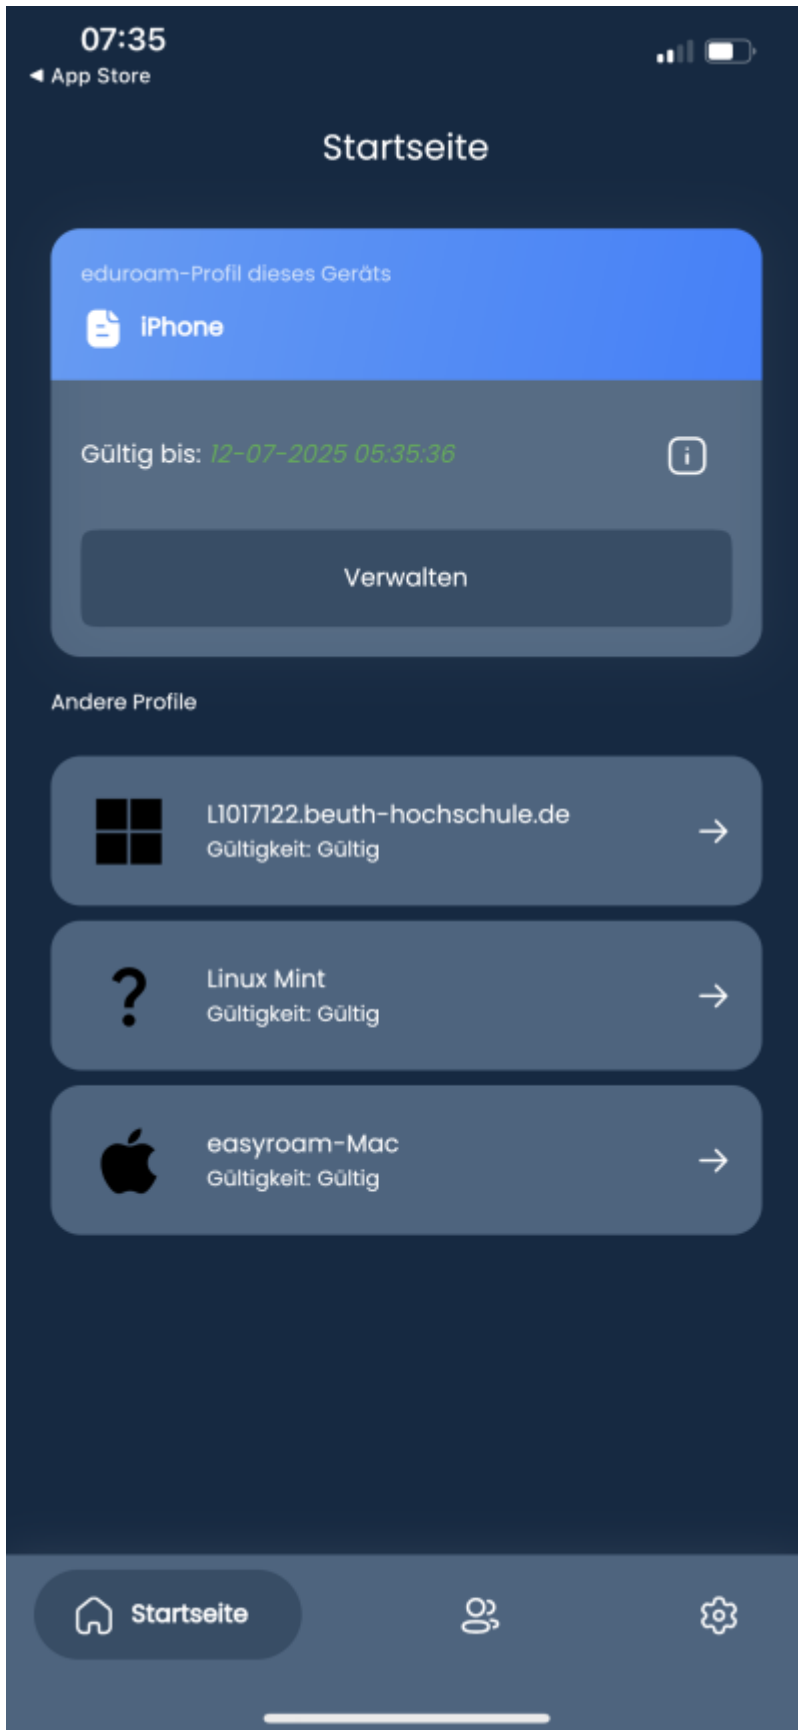 07:35
◀ App Store
Startseite
eduroam-Profil dieses Geräts
iPhone
Gültig bis: 12-07-2025 05:35:36
Verwalten
Andere Profile
L1017122.beuth-hochschule.de
Gültigkeit: Gültig
Linux Mint
Gültigkeit: Gültig
easyroam-Mac
Gültigkeit: Gültig
Startseite